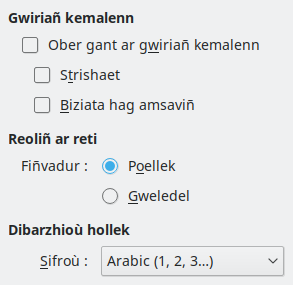 Gwiriañ kemalenn
Ober gant ar gwiriañ kemalenn
Strishaet
Biziata hag amsaviñ
Reoliñ ar reti
Fiñvadur :
Poellek
Gweledel
Dibarzhioù hollek
Sifroù :
Arabic (1, 2, 3...)